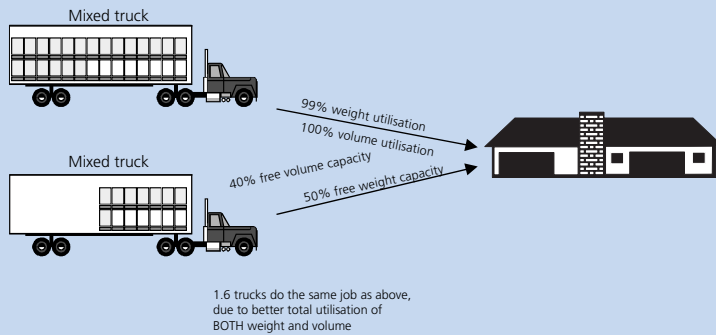 Mixed truck
99% weight utilisation
100% volume utilisation
Mixed truck
40% free volume capacity
50% free weight capacity
1.6 trucks do the same job as above,
due to better total utilisation of
BOTH weight and volume